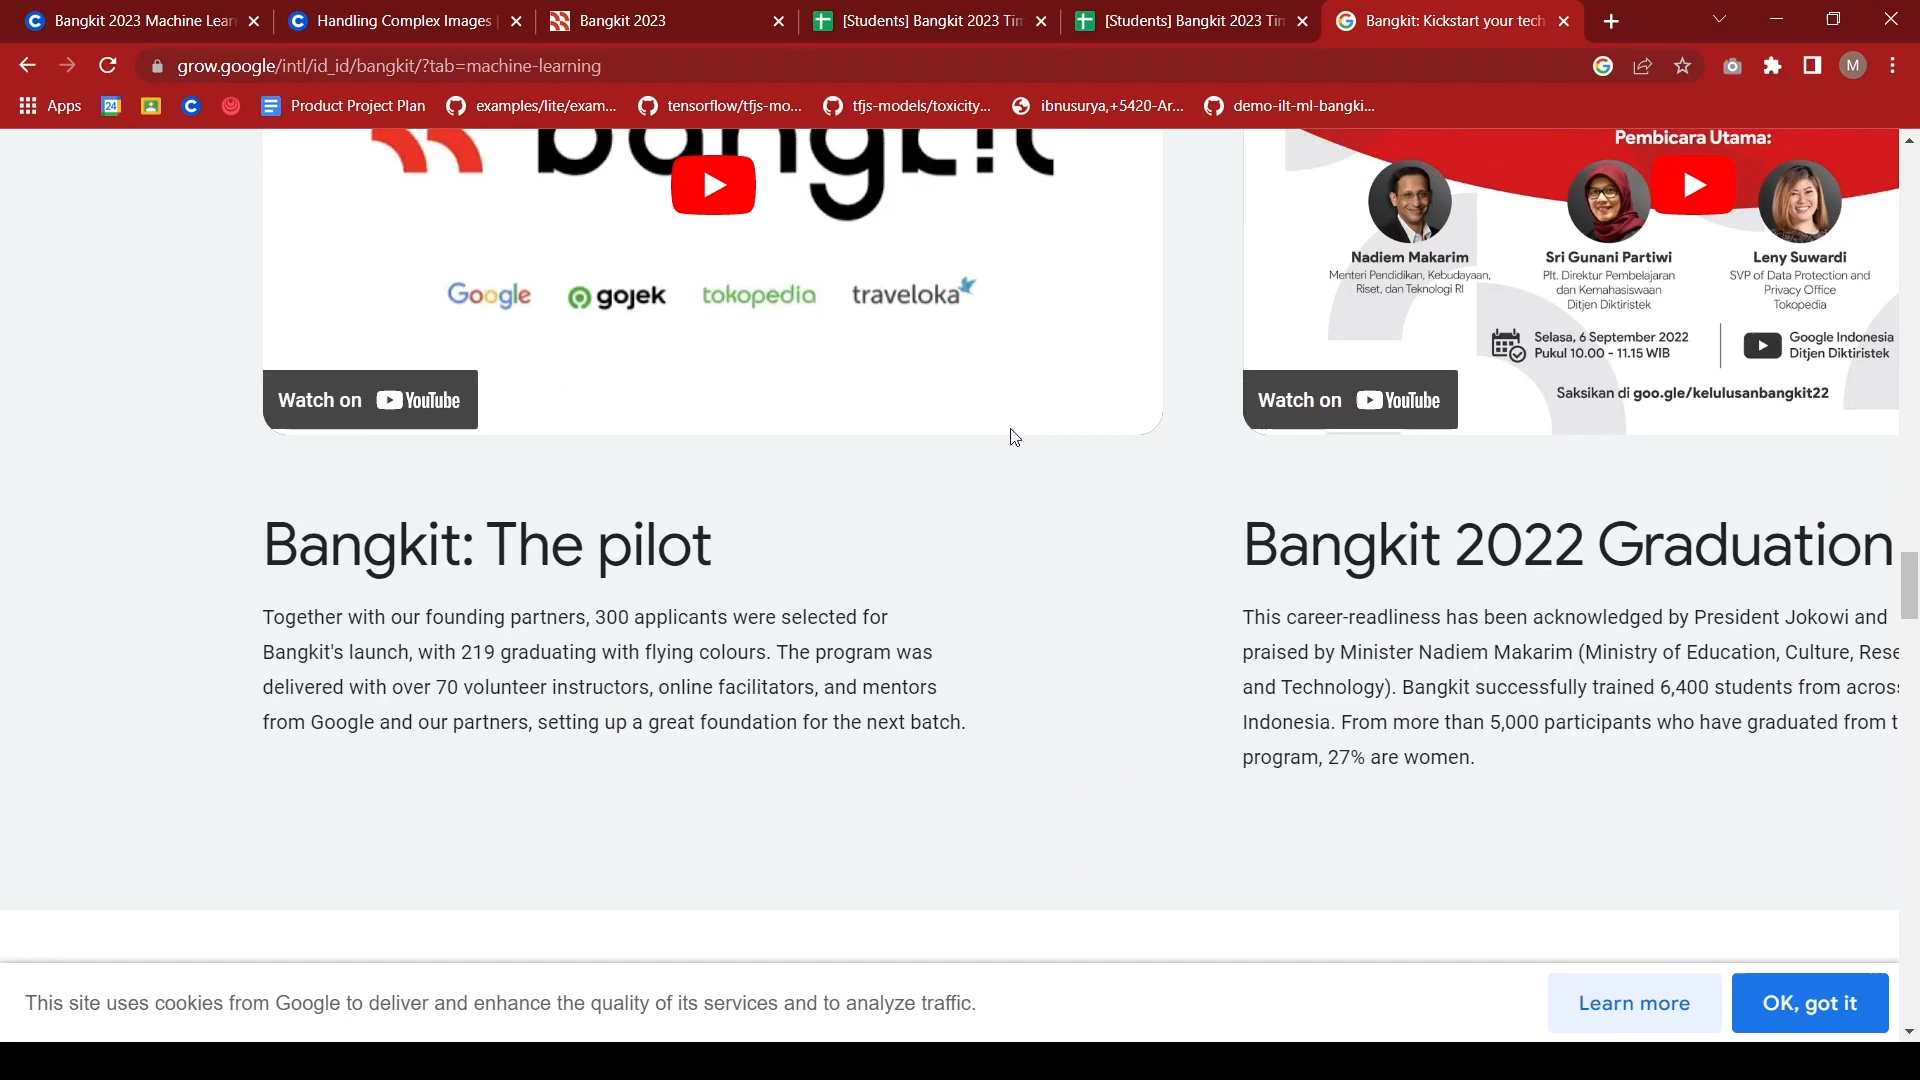 Bangkit 2023 Machine Lear
Handling Complex Images
Bangkit 2023
[Students] Bangkit 2023 Tim
[Students] Bangkit 2023 Tim
Bangkit: Kickstart your tech
grow.google/intl/id_id/bangkit/?tab=machine-learning
M
Apps
24
Product Project Plan
examples/lite/exam...
tensorflow/tfjs-mo...
tfjs-models/toxicity...
ibnusurya,+5420-Ar...
demo-ilt-ml-bangki...
bangkit
Google
gojek
tokopedia
traveloka
Watch on YouTube
Pembicara Utama:
Nadiem Makarim
Menteri Pendidikan, Kebudayaan,
Riset, dan Teknologi RI
Sri Gunani Partiwi
Plt. Direktur Pembelajaran
dan Kemahasiswaan
Ditjen Diktiristek
Leny Suwardi
SVP of Data Protection and
Privacy Office
Tokopedia
Selasa, 6 September 2022
Pukul 10.00 - 11.15 WIB
Google Indonesia
Ditjen Diktiristek
Saksikan di goo.gle/kelulusanbangkit22
Watch on YouTube
Bangkit: The pilot
Together with our founding partners, 300 applicants were selected for
Bangkit's launch, with 219 graduating with flying colours. The program was
delivered with over 70 volunteer instructors, online facilitators, and mentors
from Google and our partners, setting up a great foundation for the next batch.
Bangkit 2022 Graduation
This career-readiness has been acknowledged by President Jokowi and
praised by Minister Nadiem Makarim (Ministry of Education, Culture, Rese
and Technology). Bangkit successfully trained 6,400 students from across
Indonesia. From more than 5,000 participants who have graduated from t
program, 27% are women.
This site uses cookies from Google to deliver and enhance the quality of its services and to analyze traffic.
Learn more
OK, got it